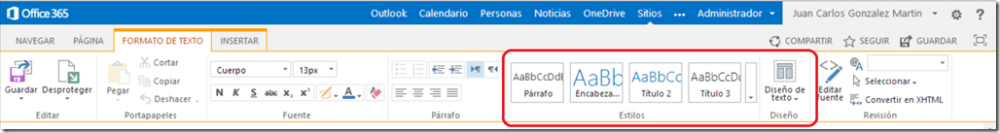 Office 365 Outlook Calendario Personas Noticias OneDrive Sitios ••• Administrador Juan Carlos Gonzalez Martin ?
NAVEGAR PÁGINA FORMATO DE TEXTO INSERTAR COMPARTIR SEGUIR GUARDAR
Guardar Desproteger
Editar
Pegar
Cortar
Copiar
Deshacer
Portapapeles
Cuerpo 13px
N K S abc x₂ x² A
Fuente
Párrafo
AaBbCcDdE AaBb AaBbCc AaBbCcDc
Párrafo Encabeza... Título 2 Título 3
Estilos
Diseño de texto
Diseño
Editar fuente
Seleccionar
Convertir en XHTML
Revisión